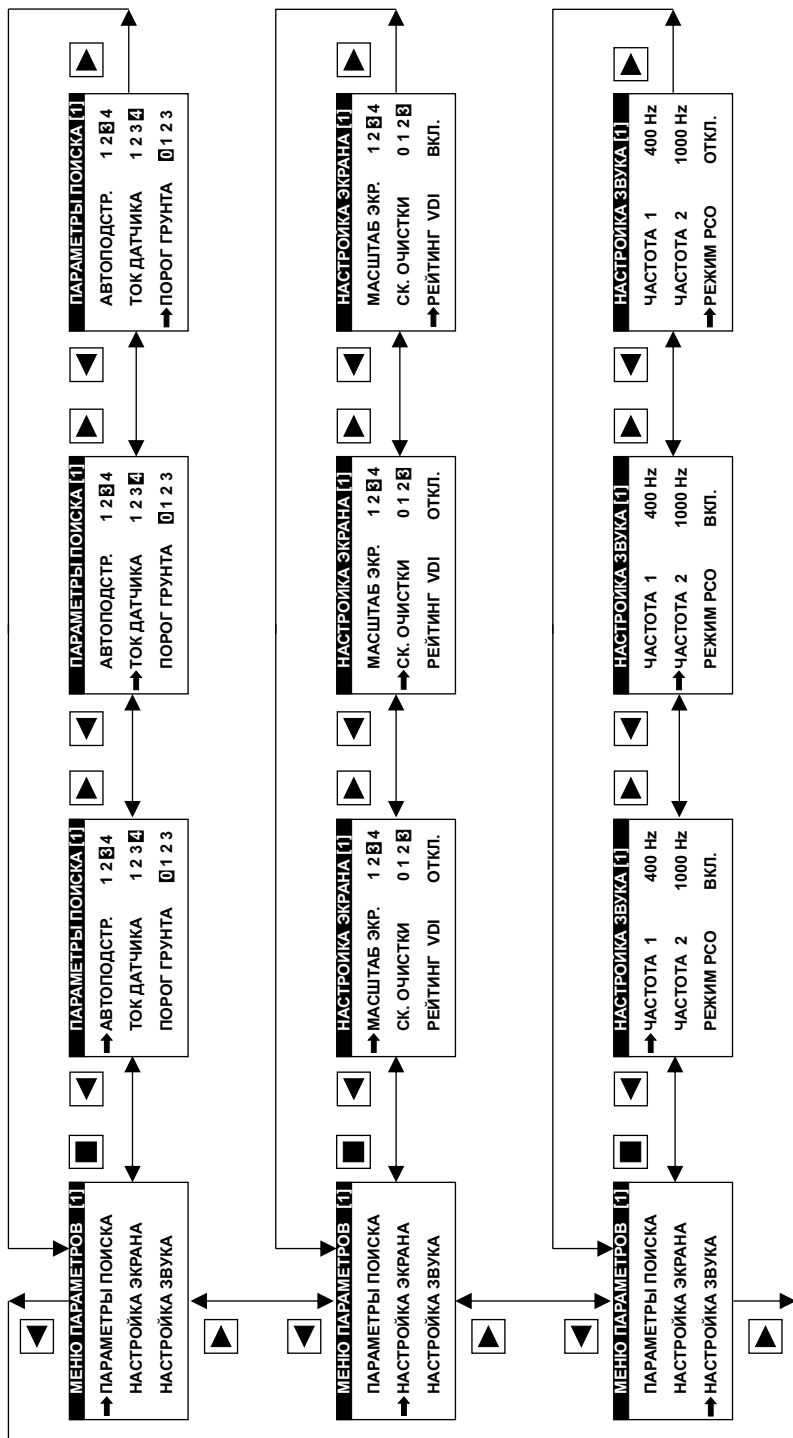 МЕНЮ ПАРАМЕТРОВ [1]
ПАРАМЕТРЫ ПОИСКА
НАСТРОЙКА ЭКРАНА
НАСТРОЙКА ЗВУКА
ПАРАМЕТРЫ ПОИСКА [1]
АВТОПОДСТР. 1 2 3 4
ТОК ДАТЧИКА 1 2 3 4
ПОРОГ ГРУНТА 0 1 2 3
ПАРАМЕТРЫ ПОИСКА [1]
АВТОПОДСТР. 1 2 3 4
ТОК ДАТЧИКА 1 2 3 4
ПОРОГ ГРУНТА 0 1 2 3
ПАРАМЕТРЫ ПОИСКА [1]
АВТОПОДСТР. 1 2 3 4
ТОК ДАТЧИКА 1 2 3 4
ПОРОГ ГРУНТА 0 1 2 3
МЕНЮ ПАРАМЕТРОВ [1]
ПАРАМЕТРЫ ПОИСКА
НАСТРОЙКА ЭКРАНА
НАСТРОЙКА ЗВУКА
НАСТРОЙКА ЭКРАНА [1]
МАСШТАБ ЭКР. 1 2 3 4
СК. ОЧИСТКИ 0 1 2 3
РЕЙТИНГ VDI ОТКЛ.
НАСТРОЙКА ЭКРАНА [1]
МАСШТАБ ЭКР. 1 2 3 4
СК. ОЧИСТКИ 0 1 2 3
РЕЙТИНГ VDI ОТКЛ.
НАСТРОЙКА ЭКРАНА [1]
МАСШТАБ ЭКР. 1 2 3 4
СК. ОЧИСТКИ 0 1 2 3
РЕЙТИНГ VDI ВКЛ.
МЕНЮ ПАРАМЕТРОВ [1]
ПАРАМЕТРЫ ПОИСКА
НАСТРОЙКА ЭКРАНА
НАСТРОЙКА ЗВУКА
НАСТРОЙКА ЗВУКА [1]
ЧАСТОТА 1 400 Hz
ЧАСТОТА 2 1000 Hz
РЕЖИМ РСО ВКЛ.
НАСТРОЙКА ЗВУКА [1]
ЧАСТОТА 1 400 Hz
ЧАСТОТА 2 1000 Hz
РЕЖИМ РСО ВКЛ.
НАСТРОЙКА ЗВУКА [1]
ЧАСТОТА 1 400 Hz
ЧАСТОТА 2 1000 Hz
РЕЖИМ РСО ОТКЛ.